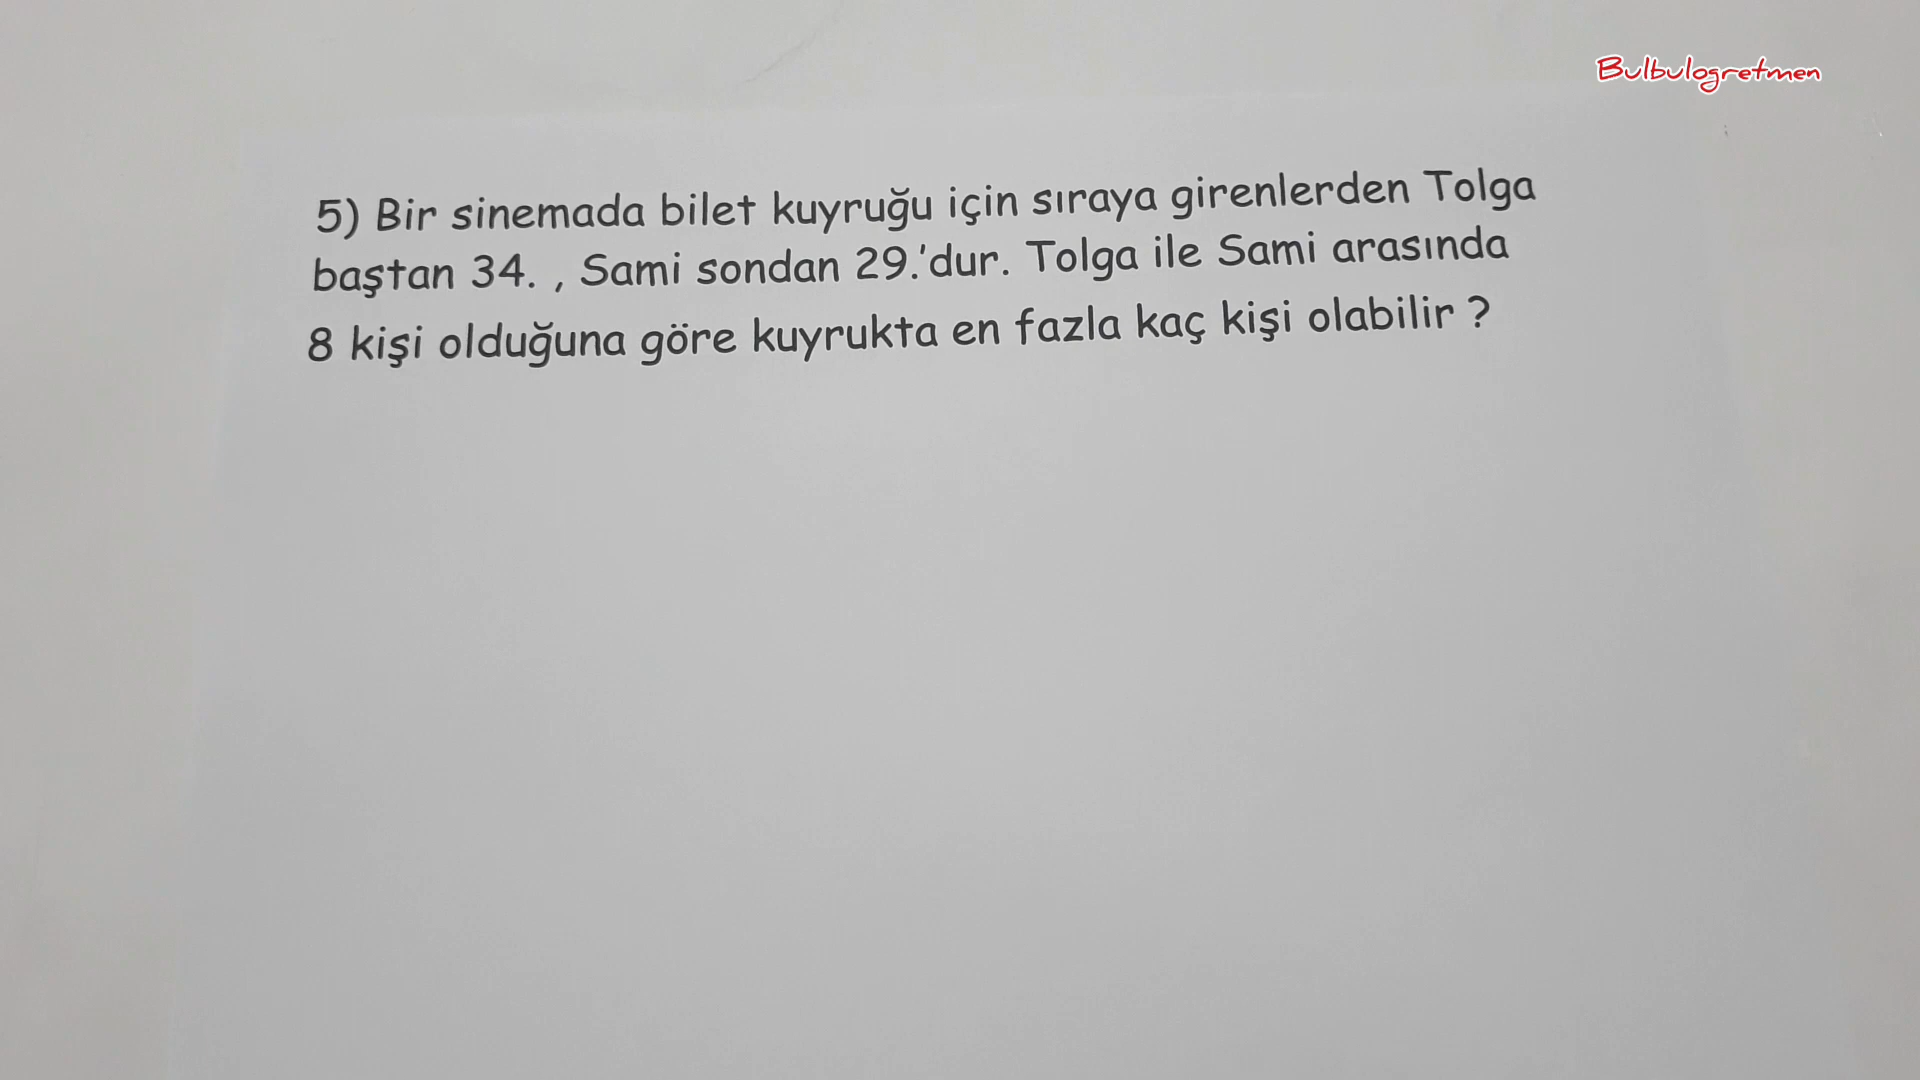 Bulbulogretmen
5) Bir sinemada bilet kuyruğu için sıraya girenlerden Tolga
baştan 34. , Sami sondan 29.'dur. Tolga ile Sami arasında
8 kişi olduğuna göre kuyrukta en fazla kaç kişi olabilir ?